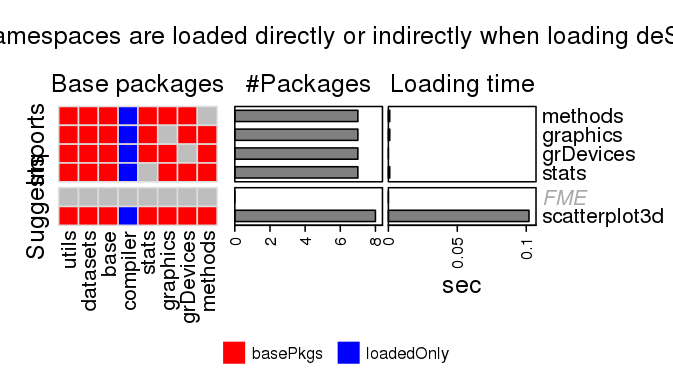 amespaces are loaded directly or indirectly when loading deS
Base packages #Packages Loading time
Imports
Suggests
methods
graphics
grDevices
stats
FME
scatterplot3d
utils
datasets
base
compiler
stats
graphics
grDevices
methods
0 2 4 6 8
0 0.05 0.1
sec
basePkgs loadedOnly